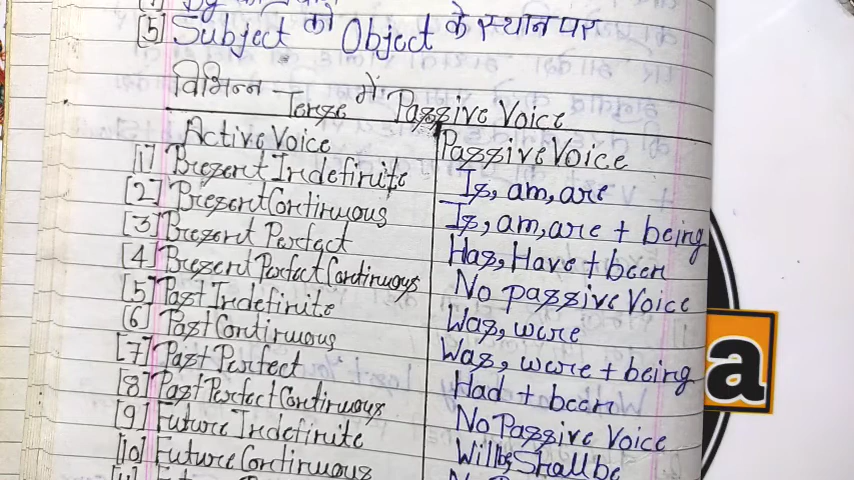 [5] Subject को Object के स्थान पर
विभिन्न Tense में Passive Voice
Active Voice Passive Voice
[1] Present Indefinite Is, am, are
[2] Present Continuous Is, am, are + being
[3] Present Perfect Has, Have + been
[4] Present Perfect Continuous No passive Voice
[5] Past Indefinite Was, were
[6] Past Continuous Was, were + being
[7] Past Perfect Had + been
[8] Past Perfect Continuous No Passive Voice
[9] Future Indefinite Will be, Shall be
[10] Future Continuous
a